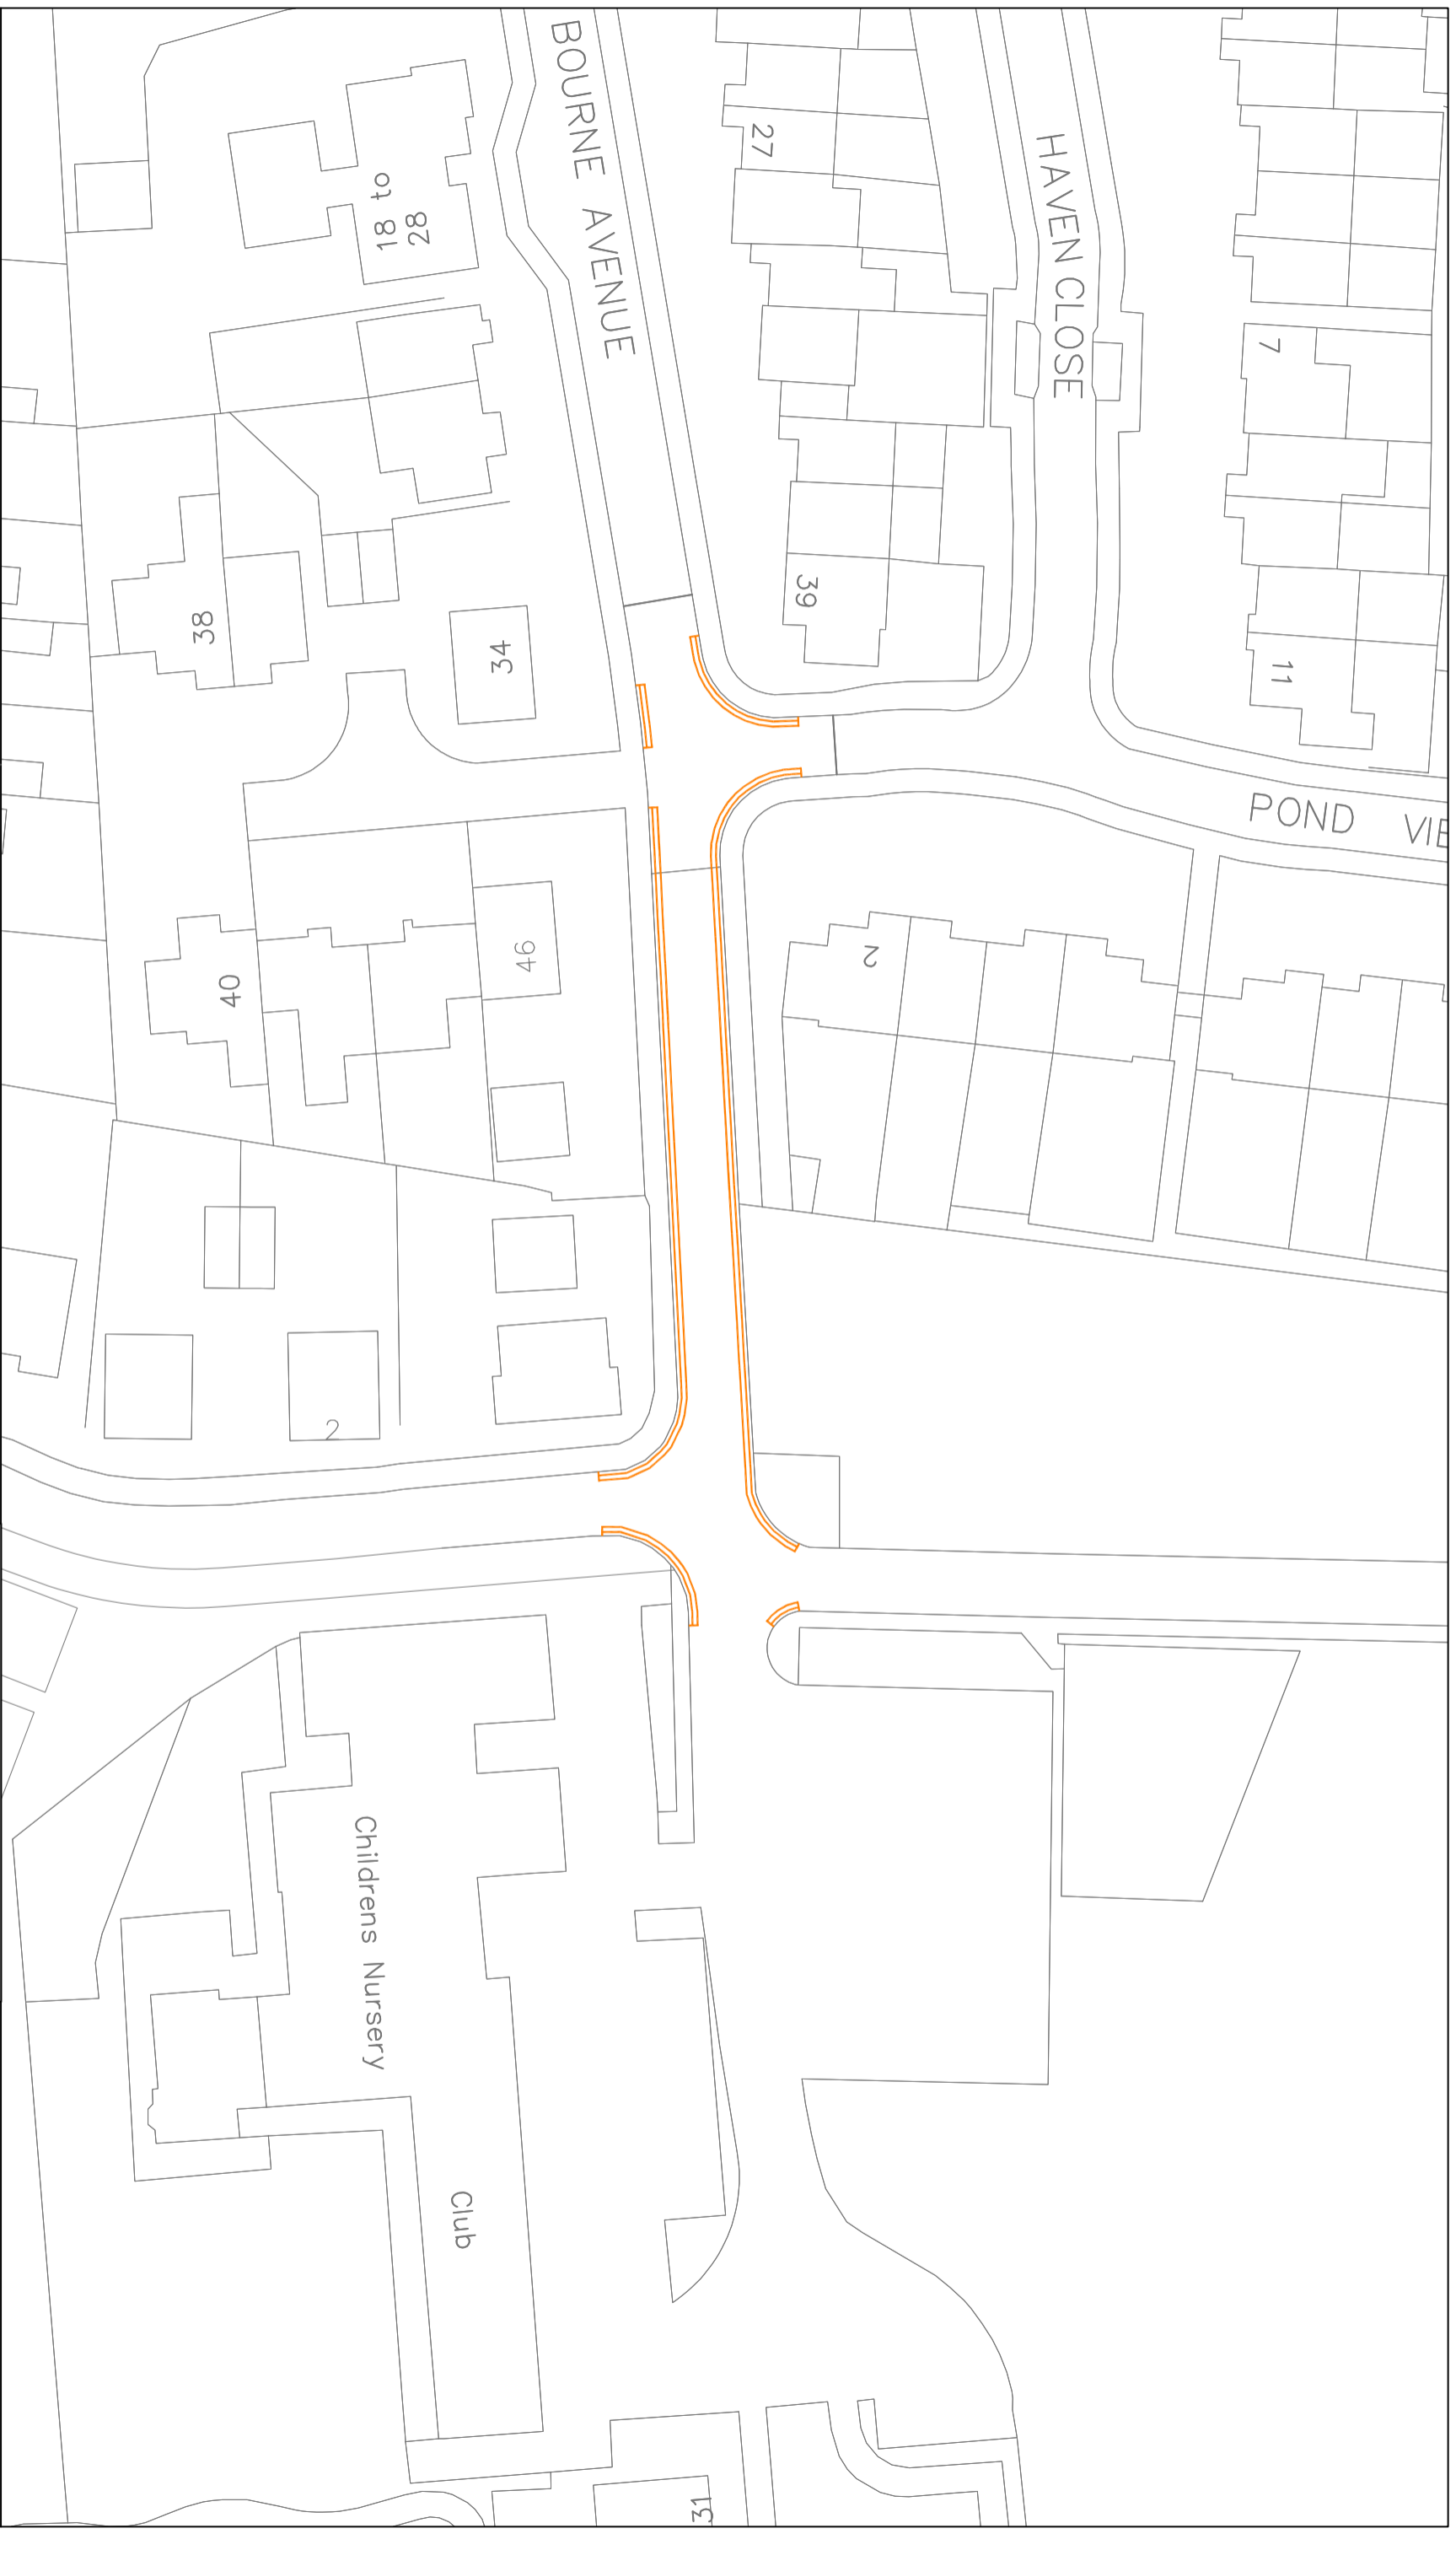 BOURNE AVENUE
HAVEN CLOSE
27
18 to
28
7
39
38
34
11
POND VIE
2
46
40
2
Childrens Nursery
Club
31